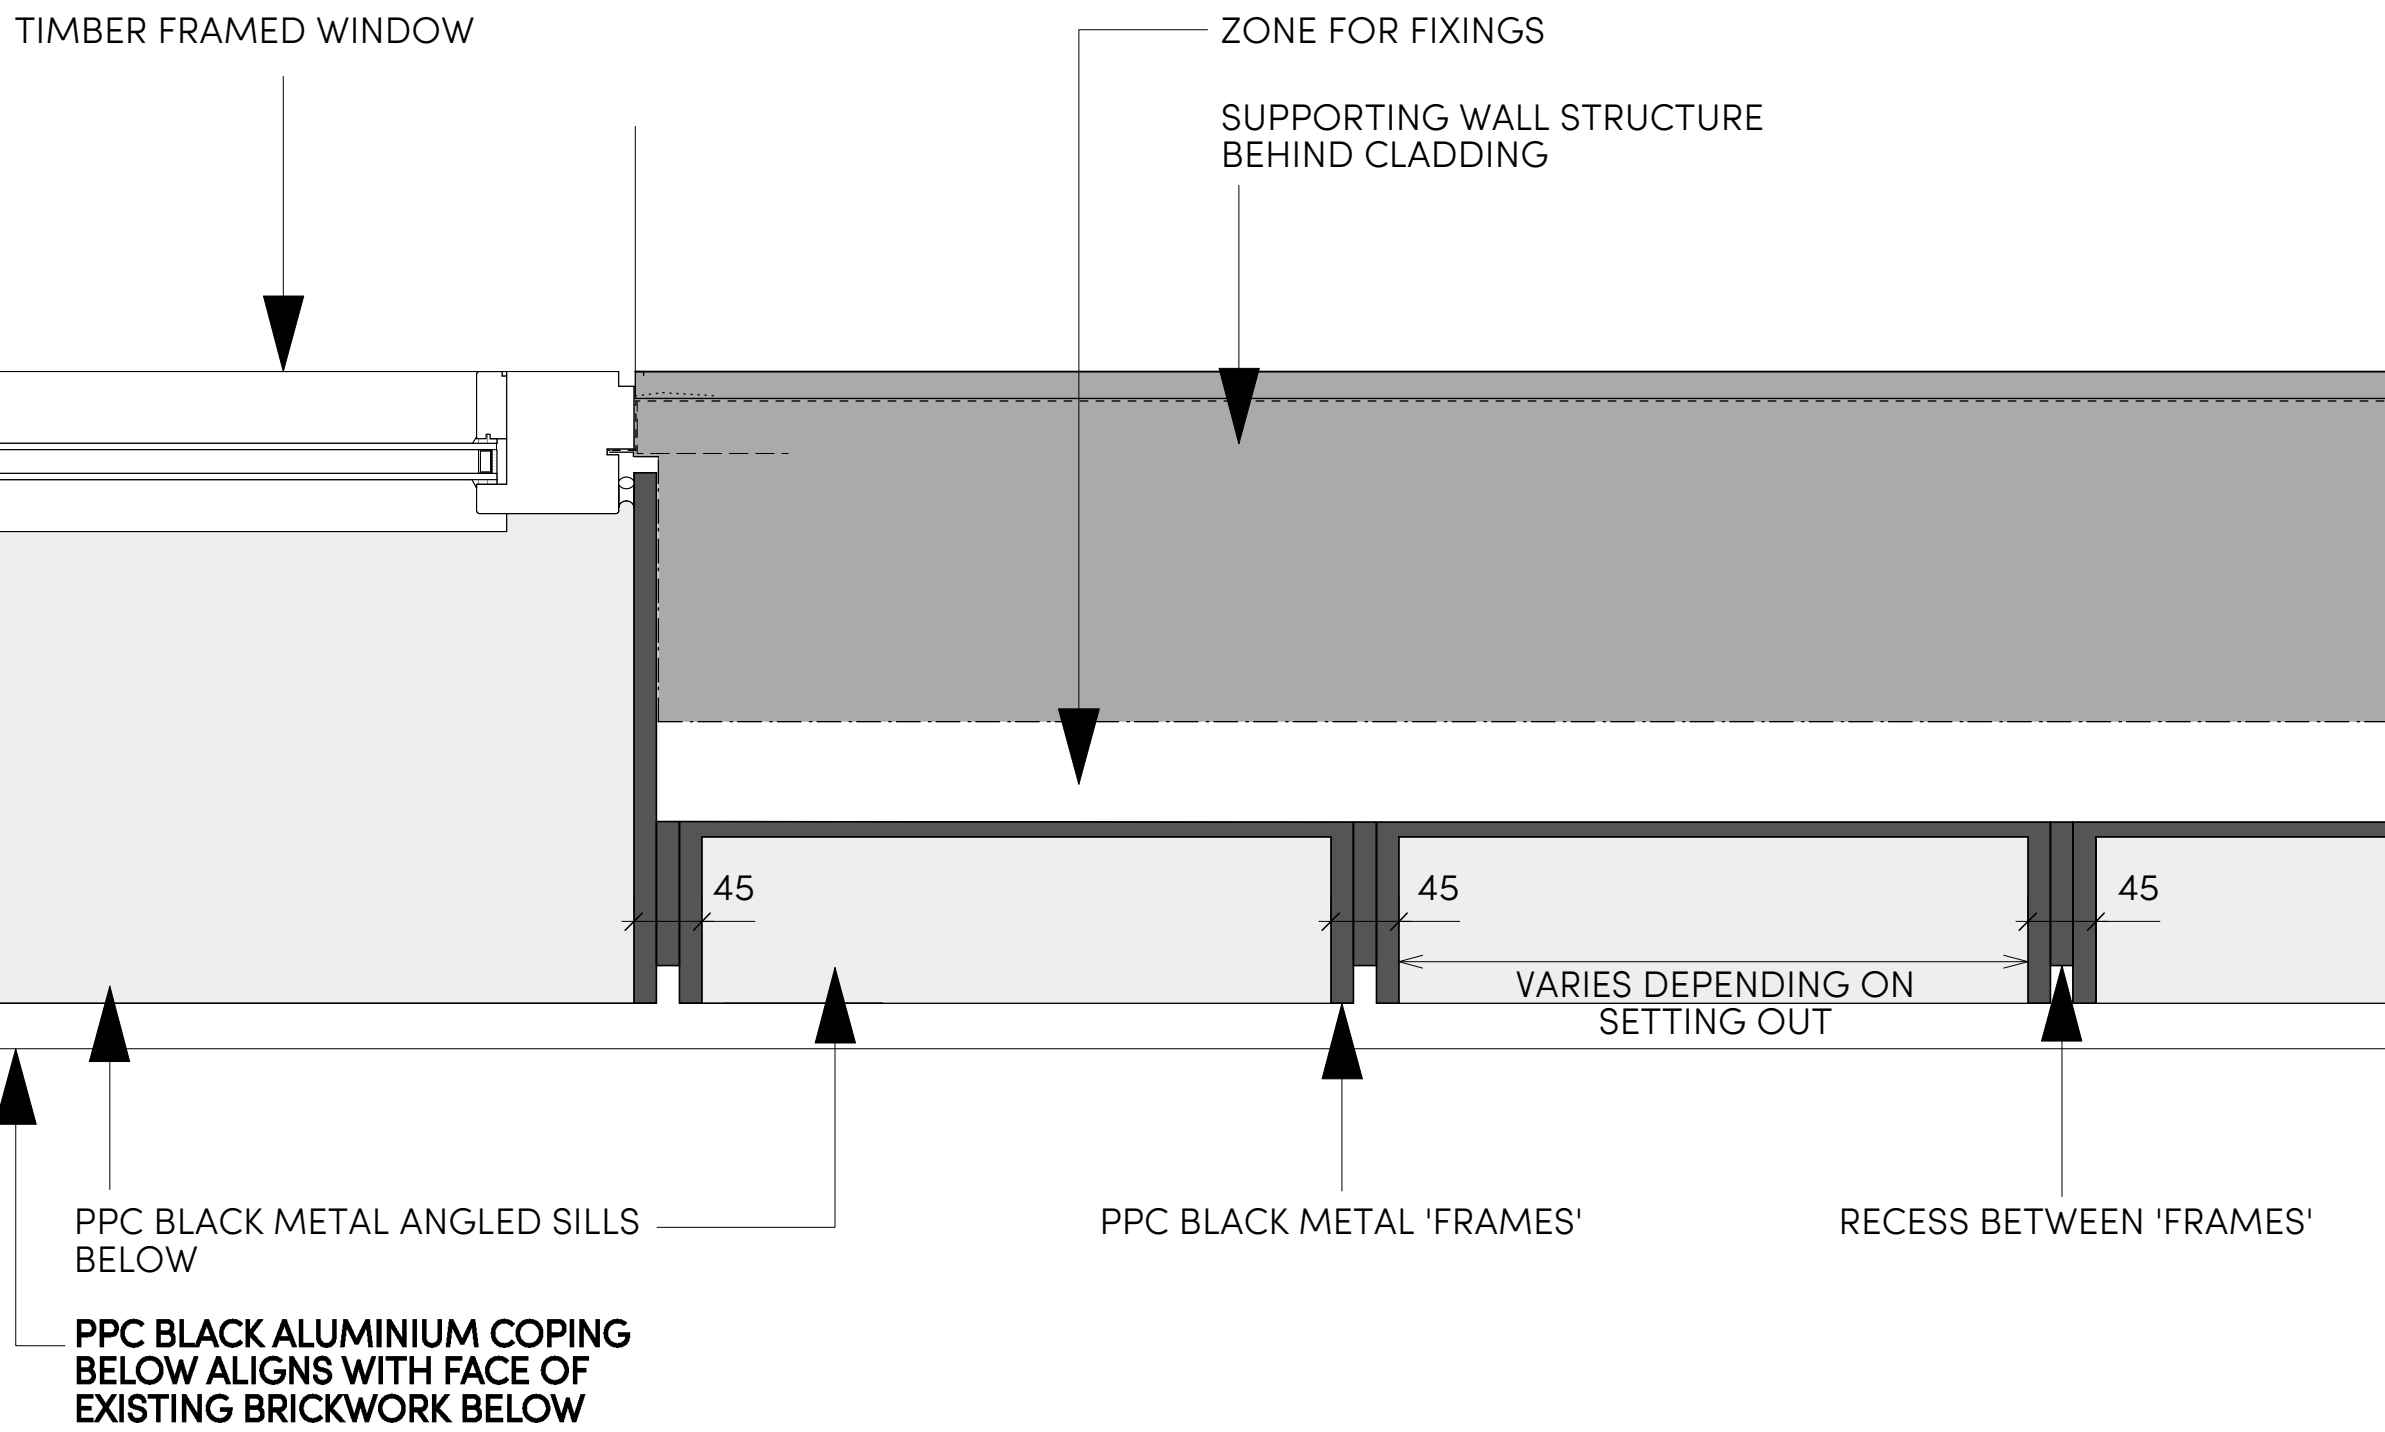 TIMBER FRAMED WINDOW
ZONE FOR FIXINGS
SUPPORTING WALL STRUCTURE
BEHIND CLADDING
45
45
45
VARIES DEPENDING ON
SETTING OUT
PPC BLACK METAL ANGLED SILLS
BELOW
PPC BLACK METAL 'FRAMES'
RECESS BETWEEN 'FRAMES'
PPC BLACK ALUMINIUM COPING
BELOW ALIGNS WITH FACE OF
EXISTING BRICKWORK BELOW